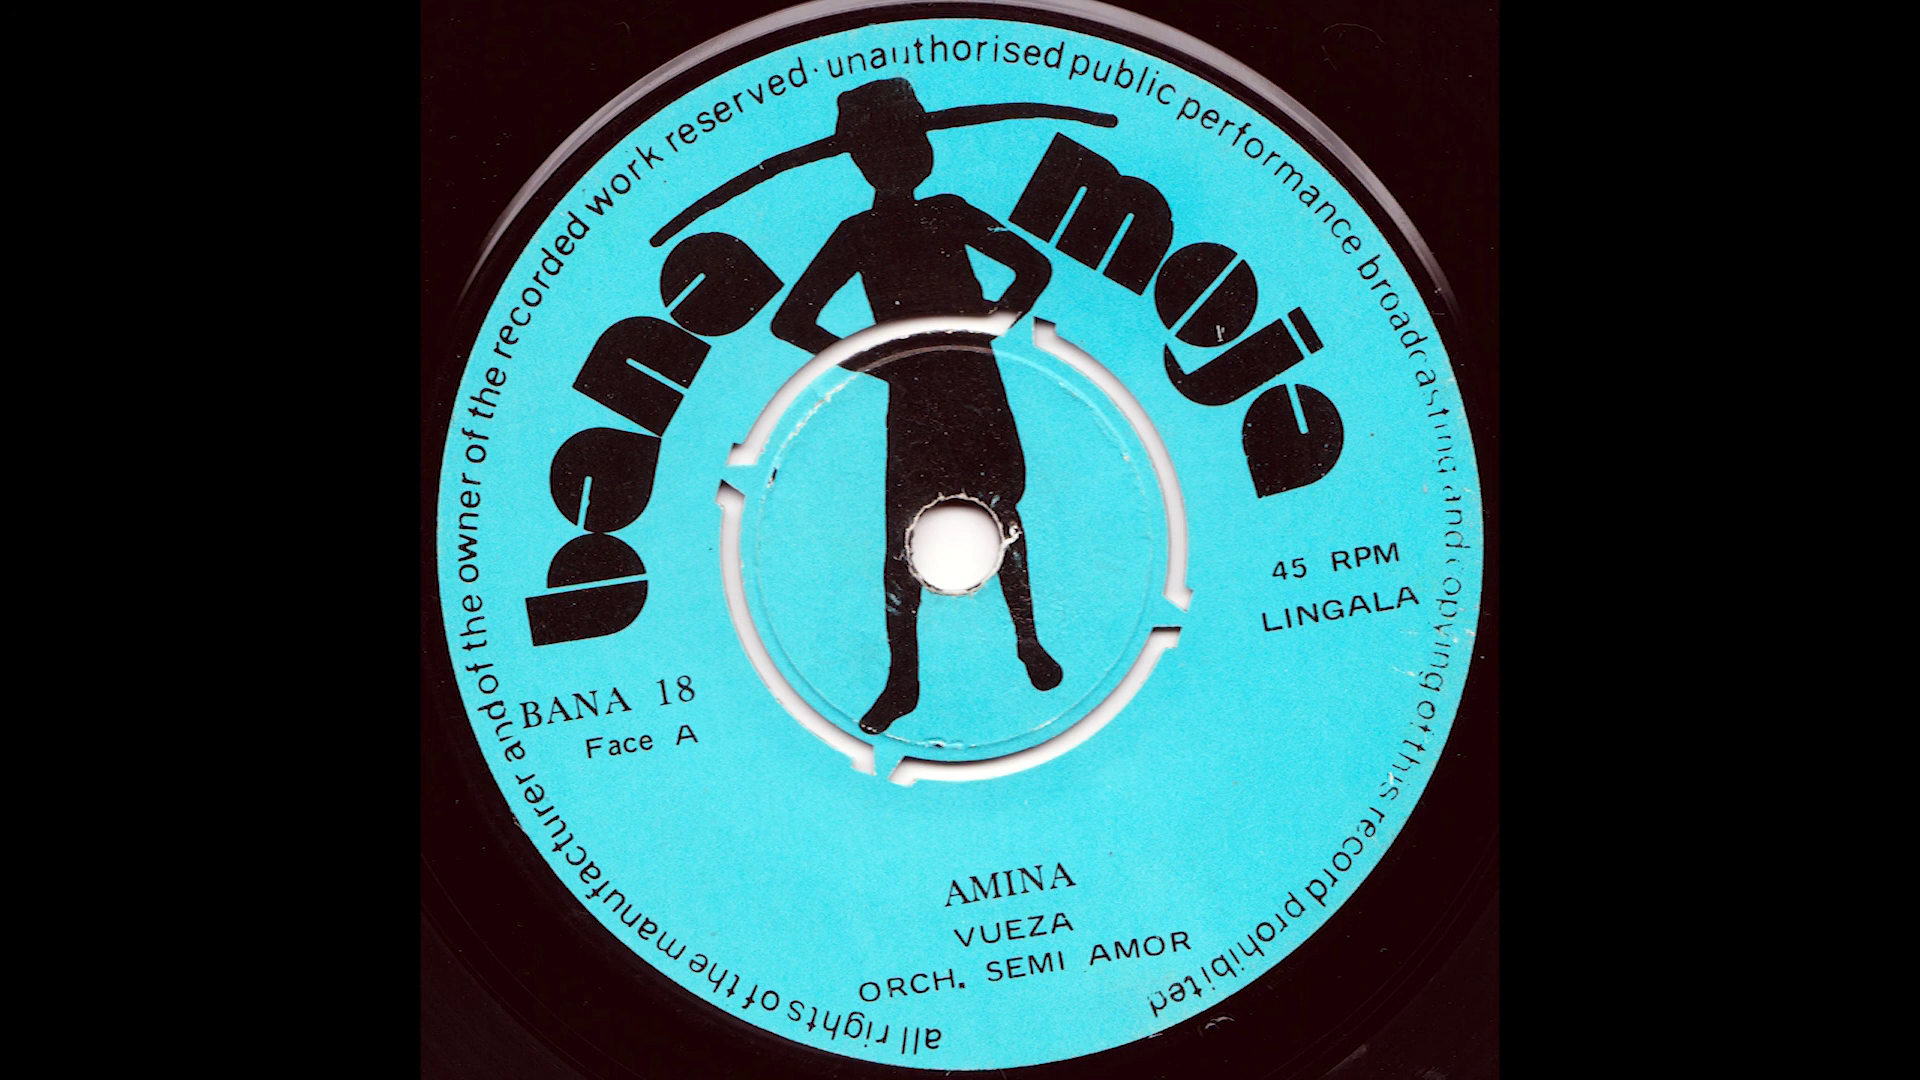 all rights of the manufacturer and of the owner of the recorded work reserved · unauthorised public performance broadcasting and copying of this record prohibited
bana moja
45 RPM
LINGALA
BANA 18
Face A
AMINA
VUEZA
ORCH. SEMI AMOR